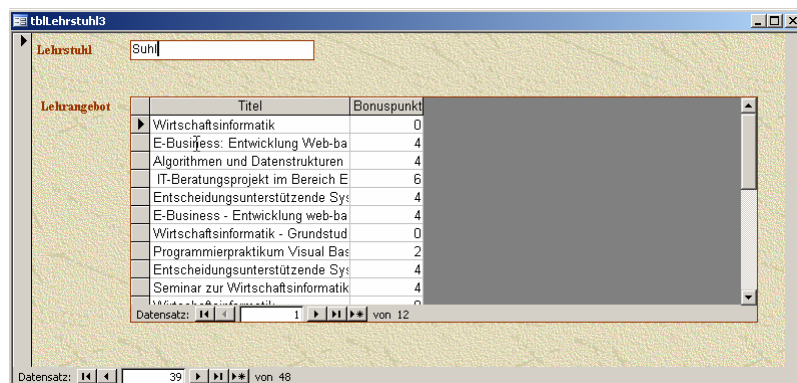 tblLehrstuhl3
Lehrstuhl Suhl
Lehrangebot
Titel Bonuspunkt
Wirtschaftsinformatik 0
E-Business: Entwicklung Web-ba 4
Algorithmen und Datenstrukturen 4
IT-Beratungsprojekt im Bereich E 6
Entscheidungsunterstützende Sys 4
E-Business - Entwicklung web-ba 4
Wirtschaftsinformatik - Grundstud 0
Programmierpraktikum Visual Bas 2
Entscheidungsunterstützende Sys 4
Seminar zur Wirtschaftsinformatik 4
Wirtschaftsinformatik 0
Datensatz: 1 von 12
Datensatz: 39 von 48